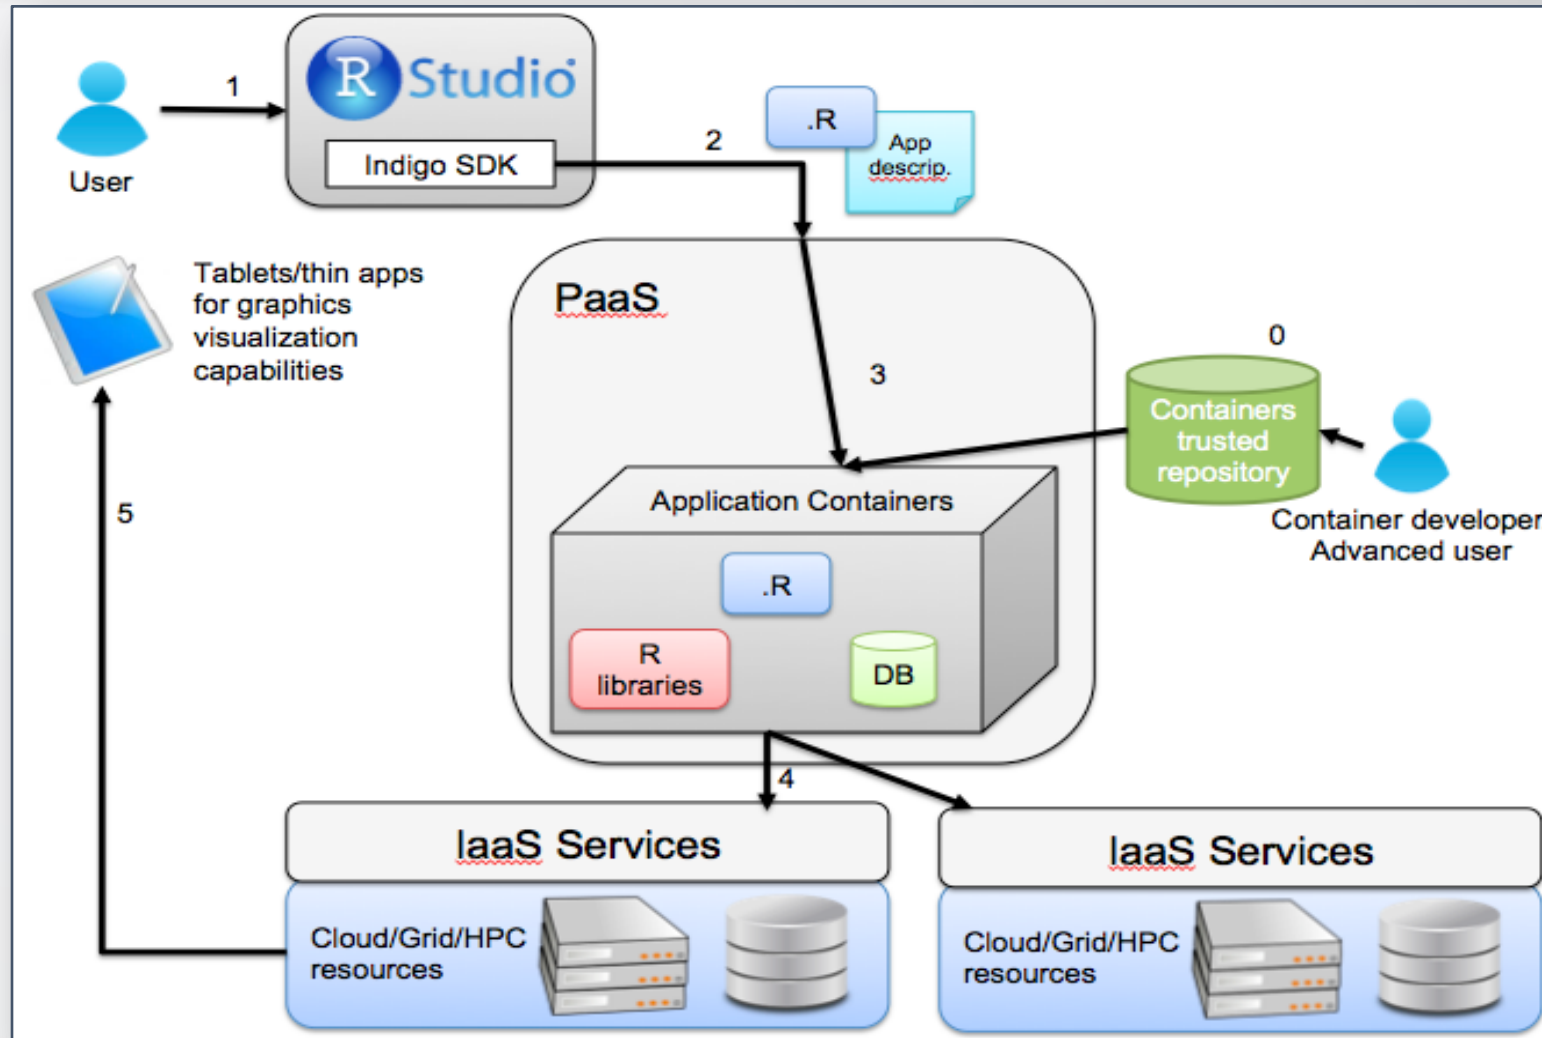 1
R Studio
Indigo SDK
User
2
.R
App
descrip.
Tablets/thin apps
for graphics
visualization
capabilities
PaaS
3
0
Containers
trusted
repository
Container developer
Advanced user
Application Containers
.R
R
libraries
DB
5
4
IaaS Services
Cloud/Grid/HPC
resources
IaaS Services
Cloud/Grid/HPC
resources